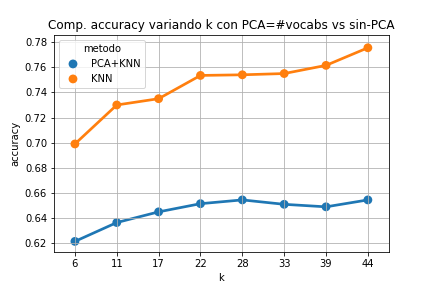 Comp. accuracy variando k con PCA=#vocabs vs sin-PCA
metodo
PCA+KNN
KNN
accuracy
0.78
0.76
0.74
0.72
0.70
0.68
0.66
0.64
0.62
6 11 17 22 28 33 39 44
k